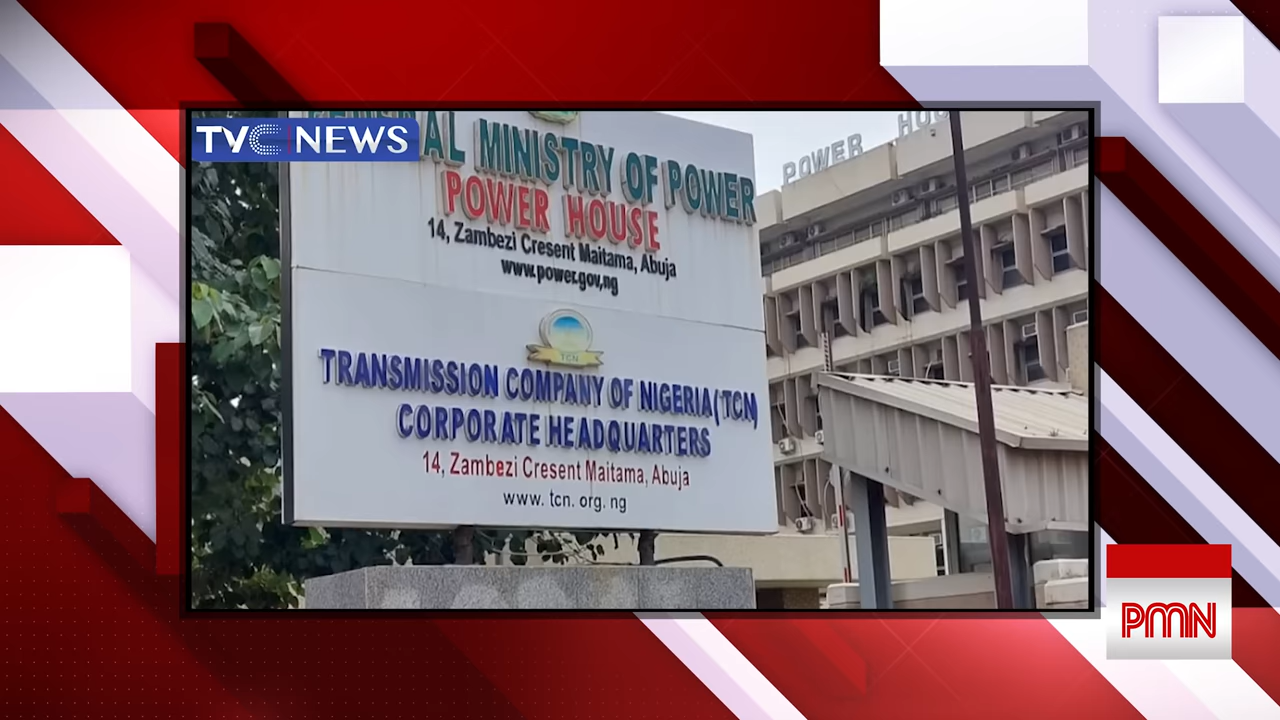 TVC NEWS
MINISTRY OF POWER
POWER HOUSE
14, Zambezi Cresent Maitama, Abuja
www.power.gov,ng
TCN
TRANSMISSION COMPANY OF NIGERIA(TCN)
CORPORATE HEADQUARTERS
14, Zambezi Cresent Maitama, Abuja
www. tcn. org. ng
POWER
PMN